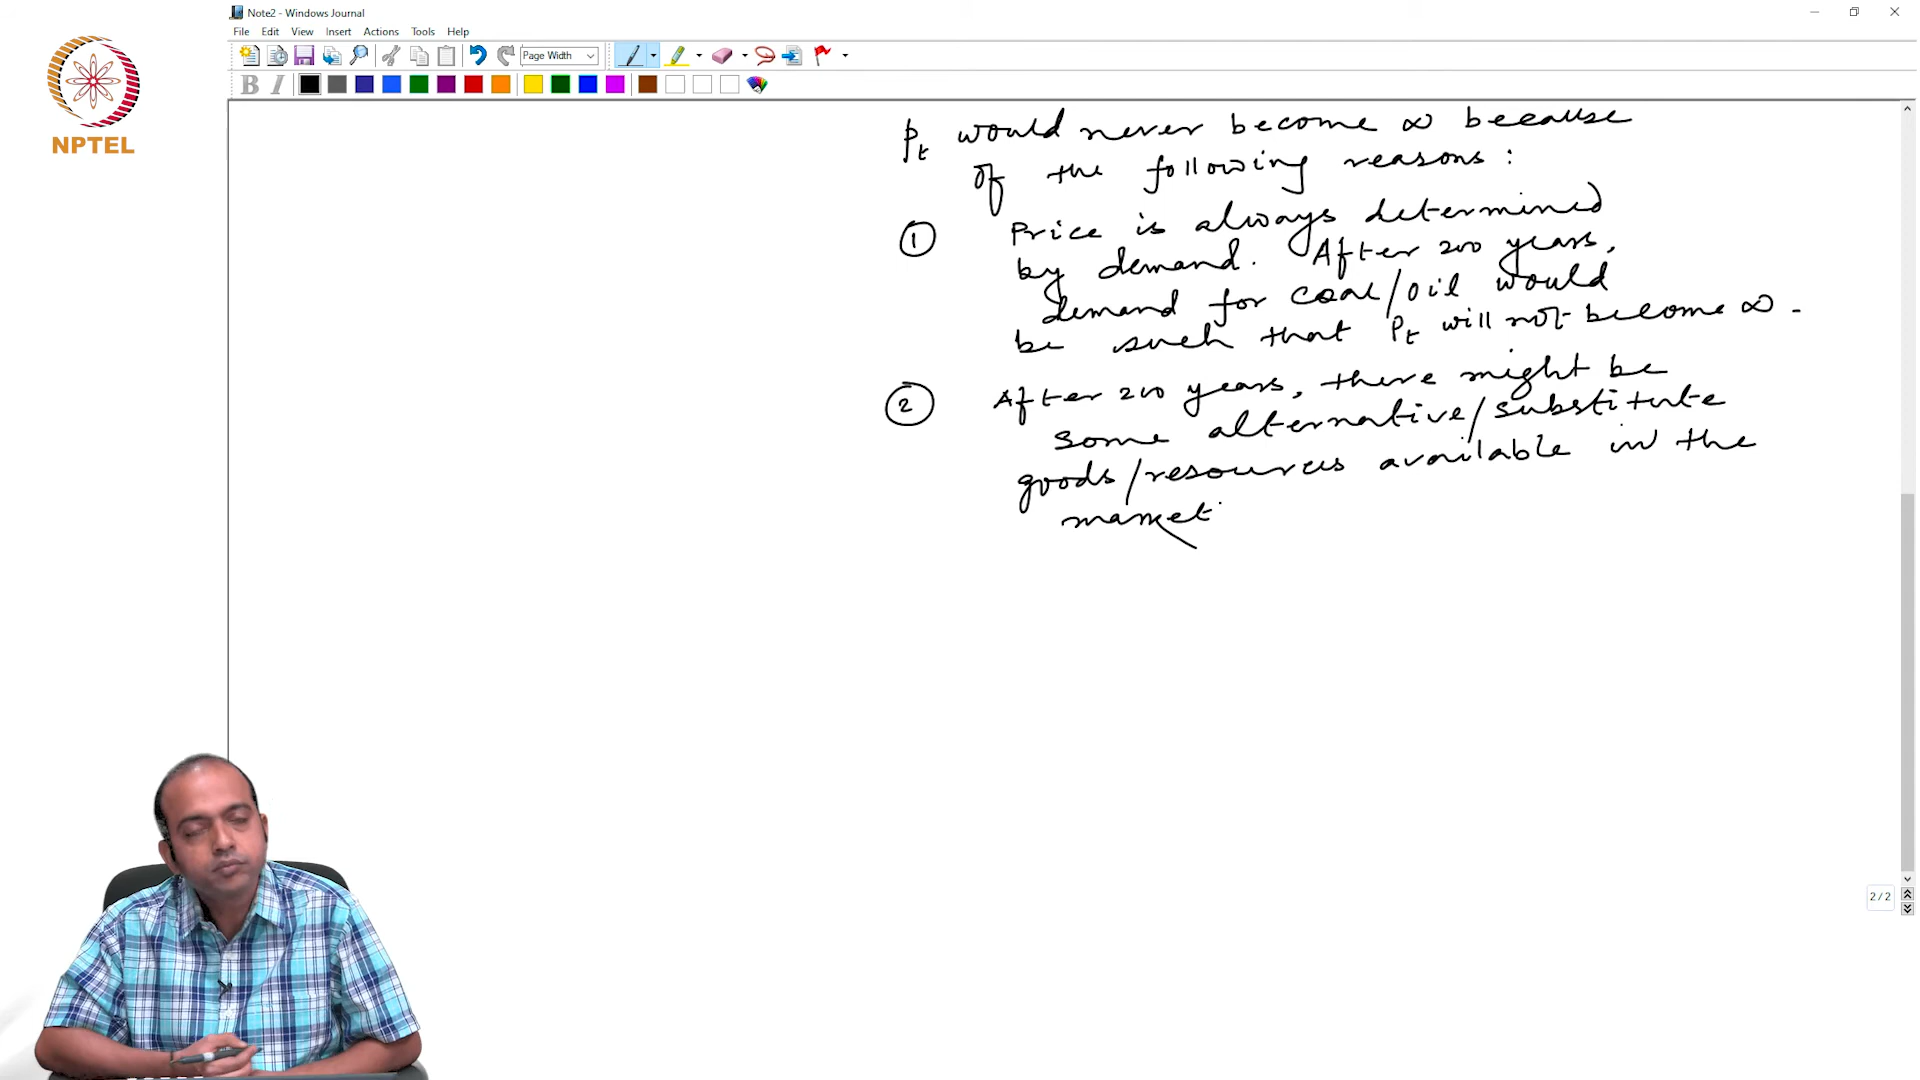 Note2 - Windows Journal
File Edit View Insert Actions Tools Help
Page Width
B I
NPTEL
Pt would never become ∞ because
of the following reasons :
① Price is always determined
by demand. After 200 years,
demand for coal/oil would
be such that Pt will not become ∞.
② After 200 years, there might be
some alternative/substitute
goods/resources available in the
market
2 / 2